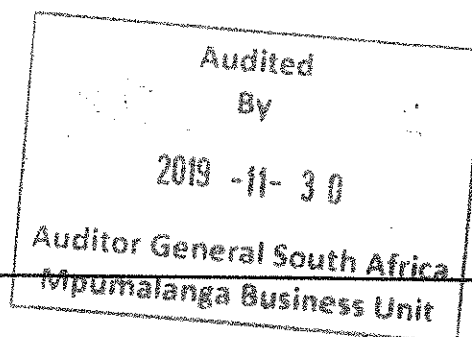 Audited
By
2019 -11- 30
Auditor General South Africa
Mpumalanga Business Unit